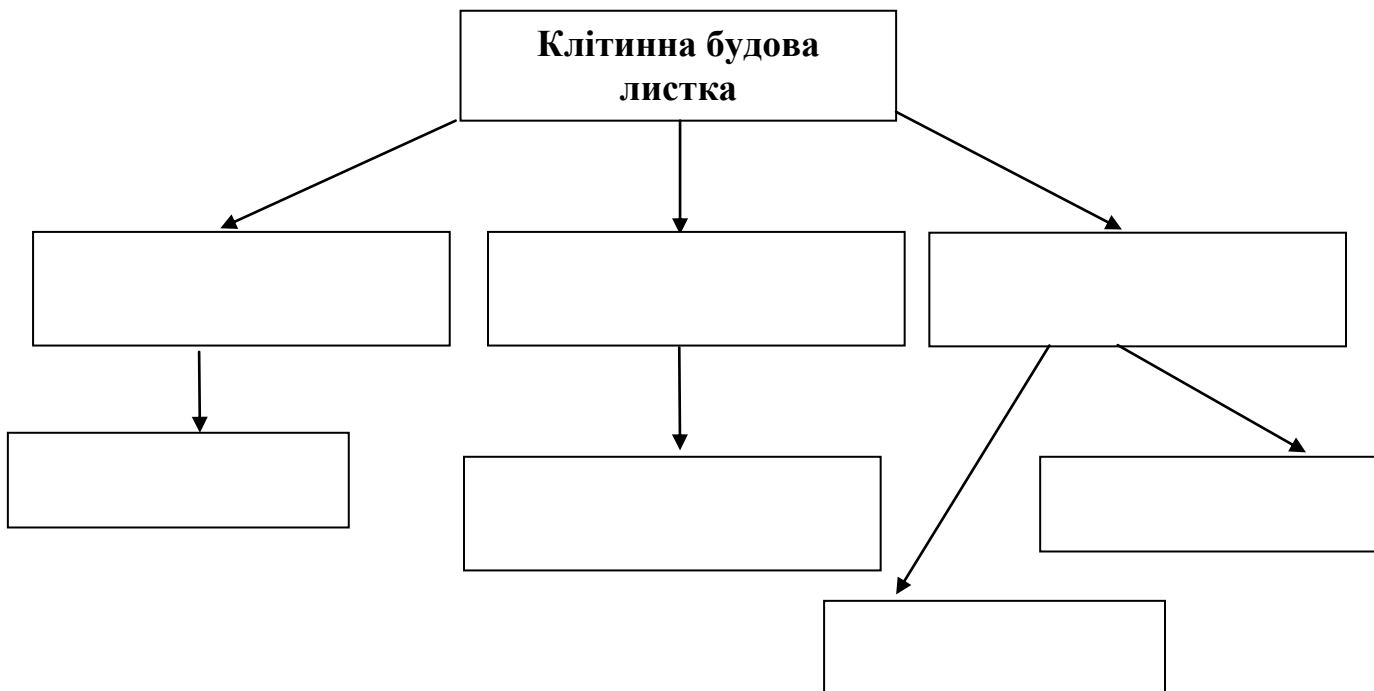 Клітинна будова
листка